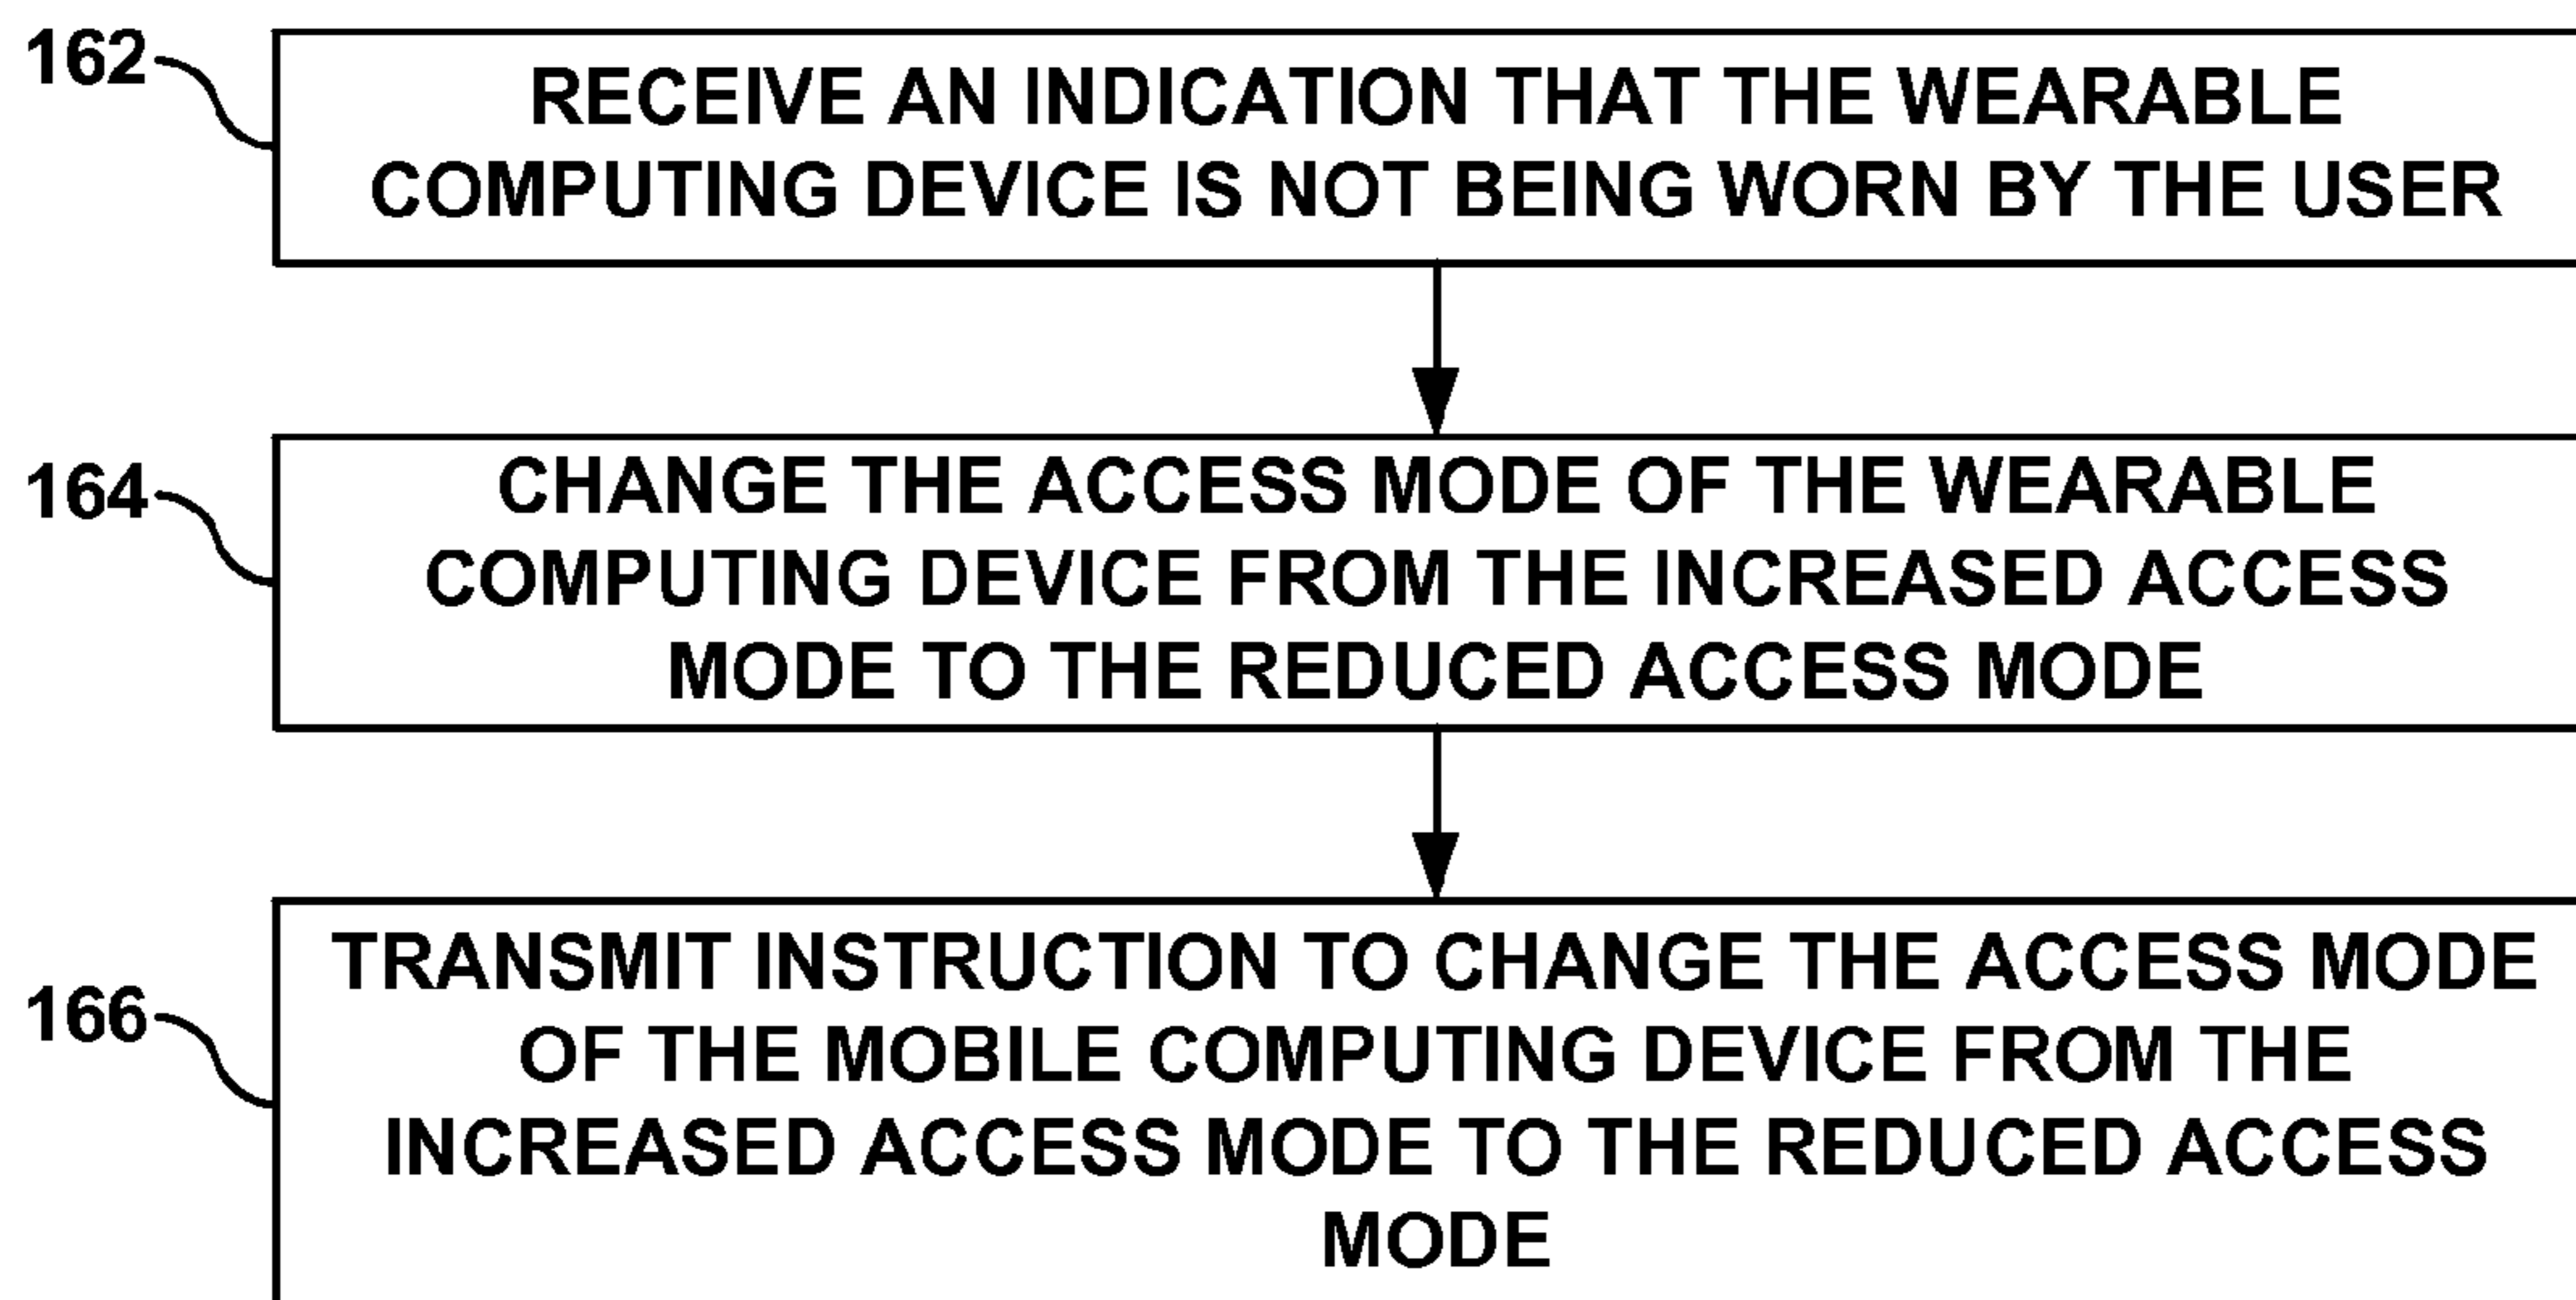 162
RECEIVE AN INDICATION THAT THE WEARABLE
COMPUTING DEVICE IS NOT BEING WORN BY THE USER
164
CHANGE THE ACCESS MODE OF THE WEARABLE
COMPUTING DEVICE FROM THE INCREASED ACCESS
MODE TO THE REDUCED ACCESS MODE
166
TRANSMIT INSTRUCTION TO CHANGE THE ACCESS MODE
OF THE MOBILE COMPUTING DEVICE FROM THE
INCREASED ACCESS MODE TO THE REDUCED ACCESS
MODE